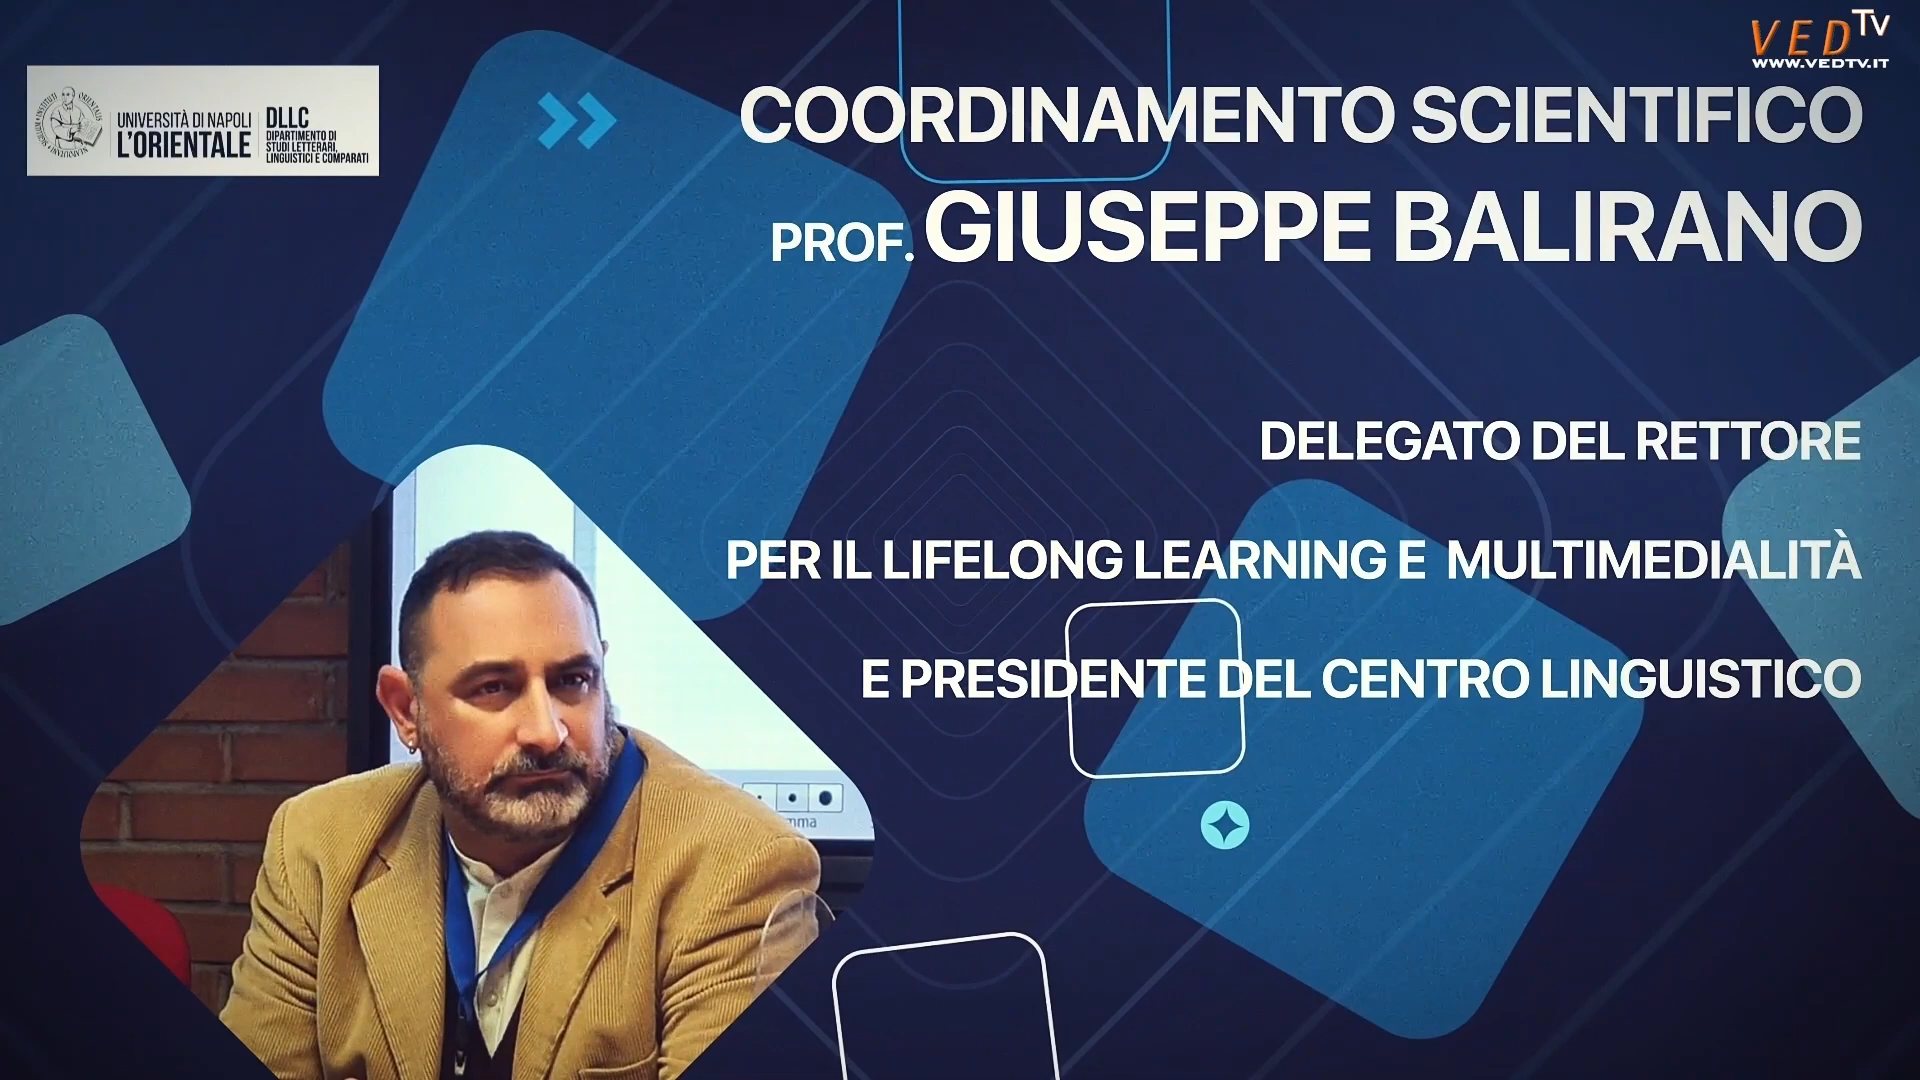 VED TV
WWW.VEDTV.IT
UNIVERSITÀ DI NAPOLI
L'ORIENTALE
DLLC
DIPARTIMENTO DI
STUDI LETTERARI,
LINGUISTICI E COMPARATI
COORDINAMENTO SCIENTIFICO
PROF. GIUSEPPE BALIRANO
DELEGATO DEL RETTORE
PER IL LIFELONG LEARNING E MULTIMEDIALITÀ
E PRESIDENTE DEL CENTRO LINGUISTICO